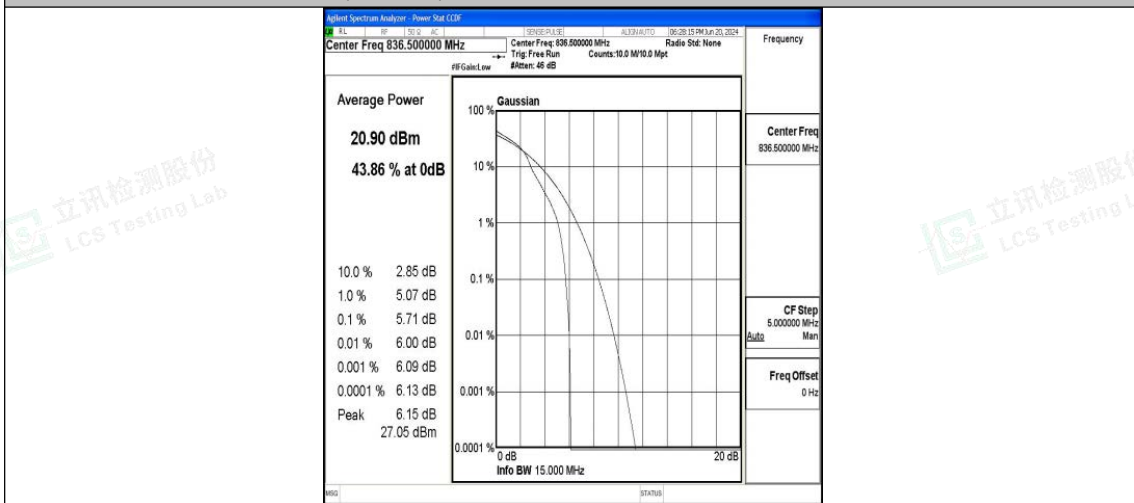 Agilent Spectrum Analyzer - Power Stat CCDF
RL RF 50 Ω AC SENSE:PULSE ALIGN AUTO 06:28:15 PM Jun 20, 2024
Center Freq 836.500000 MHz
Center Freq: 836.500000 MHz Radio Std: None
Trig: Free Run Counts:10.0 M/10.0 Mpt
#IFGain:Low #Atten: 46 dB
Frequency
Average Power
20.90 dBm
43.86 % at 0dB
10.0 % 2.85 dB
1.0 % 5.07 dB
0.1 % 5.71 dB
0.01 % 6.00 dB
0.001 % 6.09 dB
0.0001 % 6.13 dB
Peak 6.15 dB
27.05 dBm
Gaussian
100 %
10 %
1 %
0.1 %
0.01 %
0.001 %
0.0001 %
0 dB 20 dB
Info BW 15.000 MHz
Center Freq
836.500000 MHz
CF Step
5.000000 MHz
Auto Man
Freq Offset
0 Hz
MSG STATUS
立讯检测股份
LCS Testing Lab
立讯检测股份
LCS Testing L